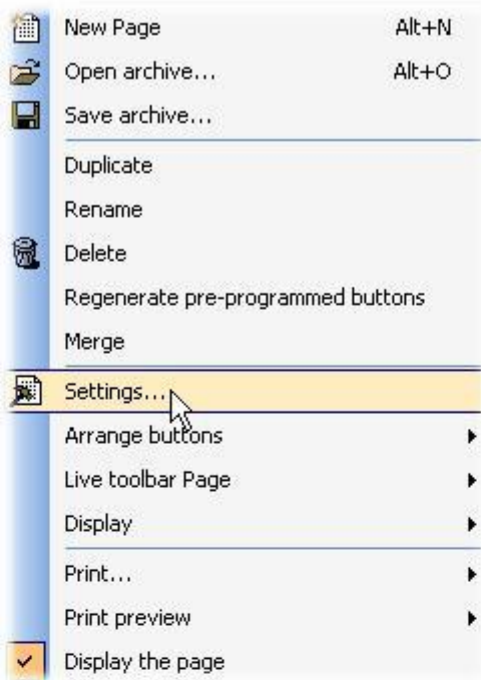 New Page Alt+N
Open archive... Alt+O
Save archive...
Duplicate
Rename
Delete
Regenerate pre-programmed buttons
Merge
Settings...
Arrange buttons
Live toolbar Page
Display
Print...
Print preview
Display the page